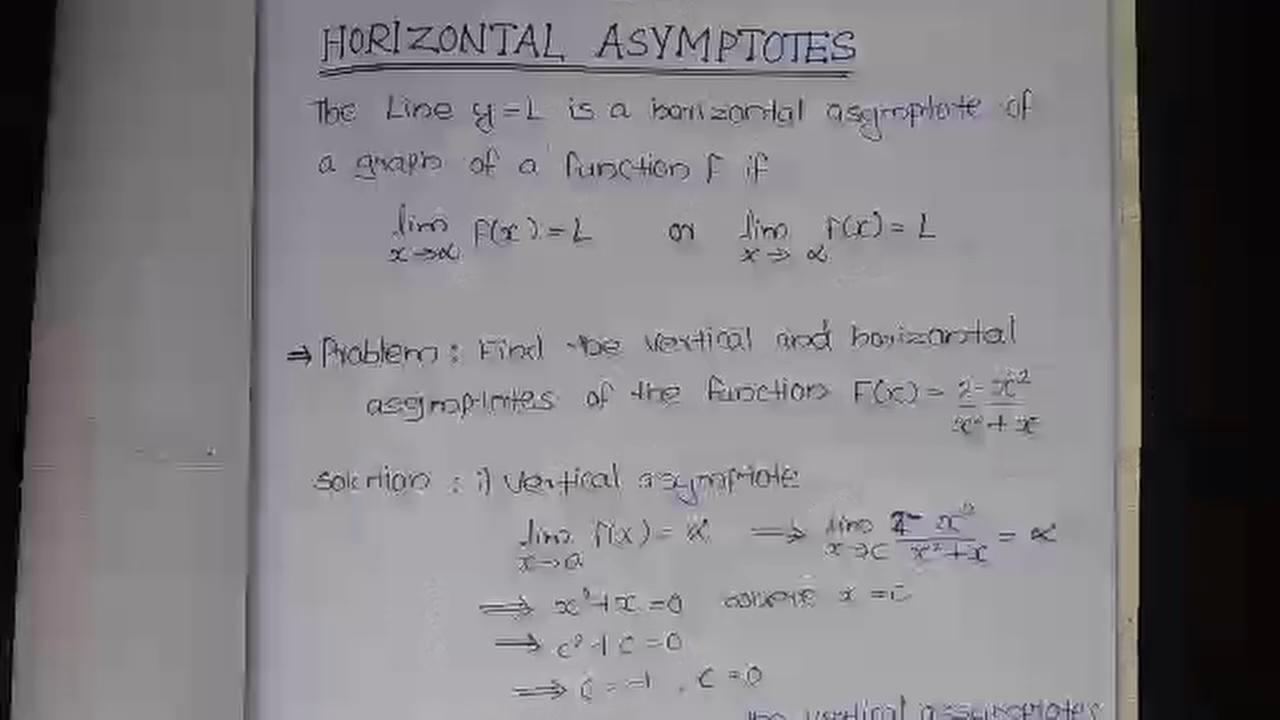 HORIZONTAL ASYMPTOTES
The Line y=L is a horizontal asymptote of
a graph of a function F if
lim x→∞ F(x) = L or lim x→ ∞ F(x) = L
⇒ Problem : Find the vertical and horizontal
asymptotes of the function F(x) = (2-x²)/(x²+x)
Solution : i) Vertical asymptote
lim x→a f(x) = ∞ ⟹ lim x→c (2-x²)/(x²+x) = ∞
⟹ x²+x=0 where x=c
⟹ c²+c=0
⟹ c=-1, c=0
vertical assymptotes